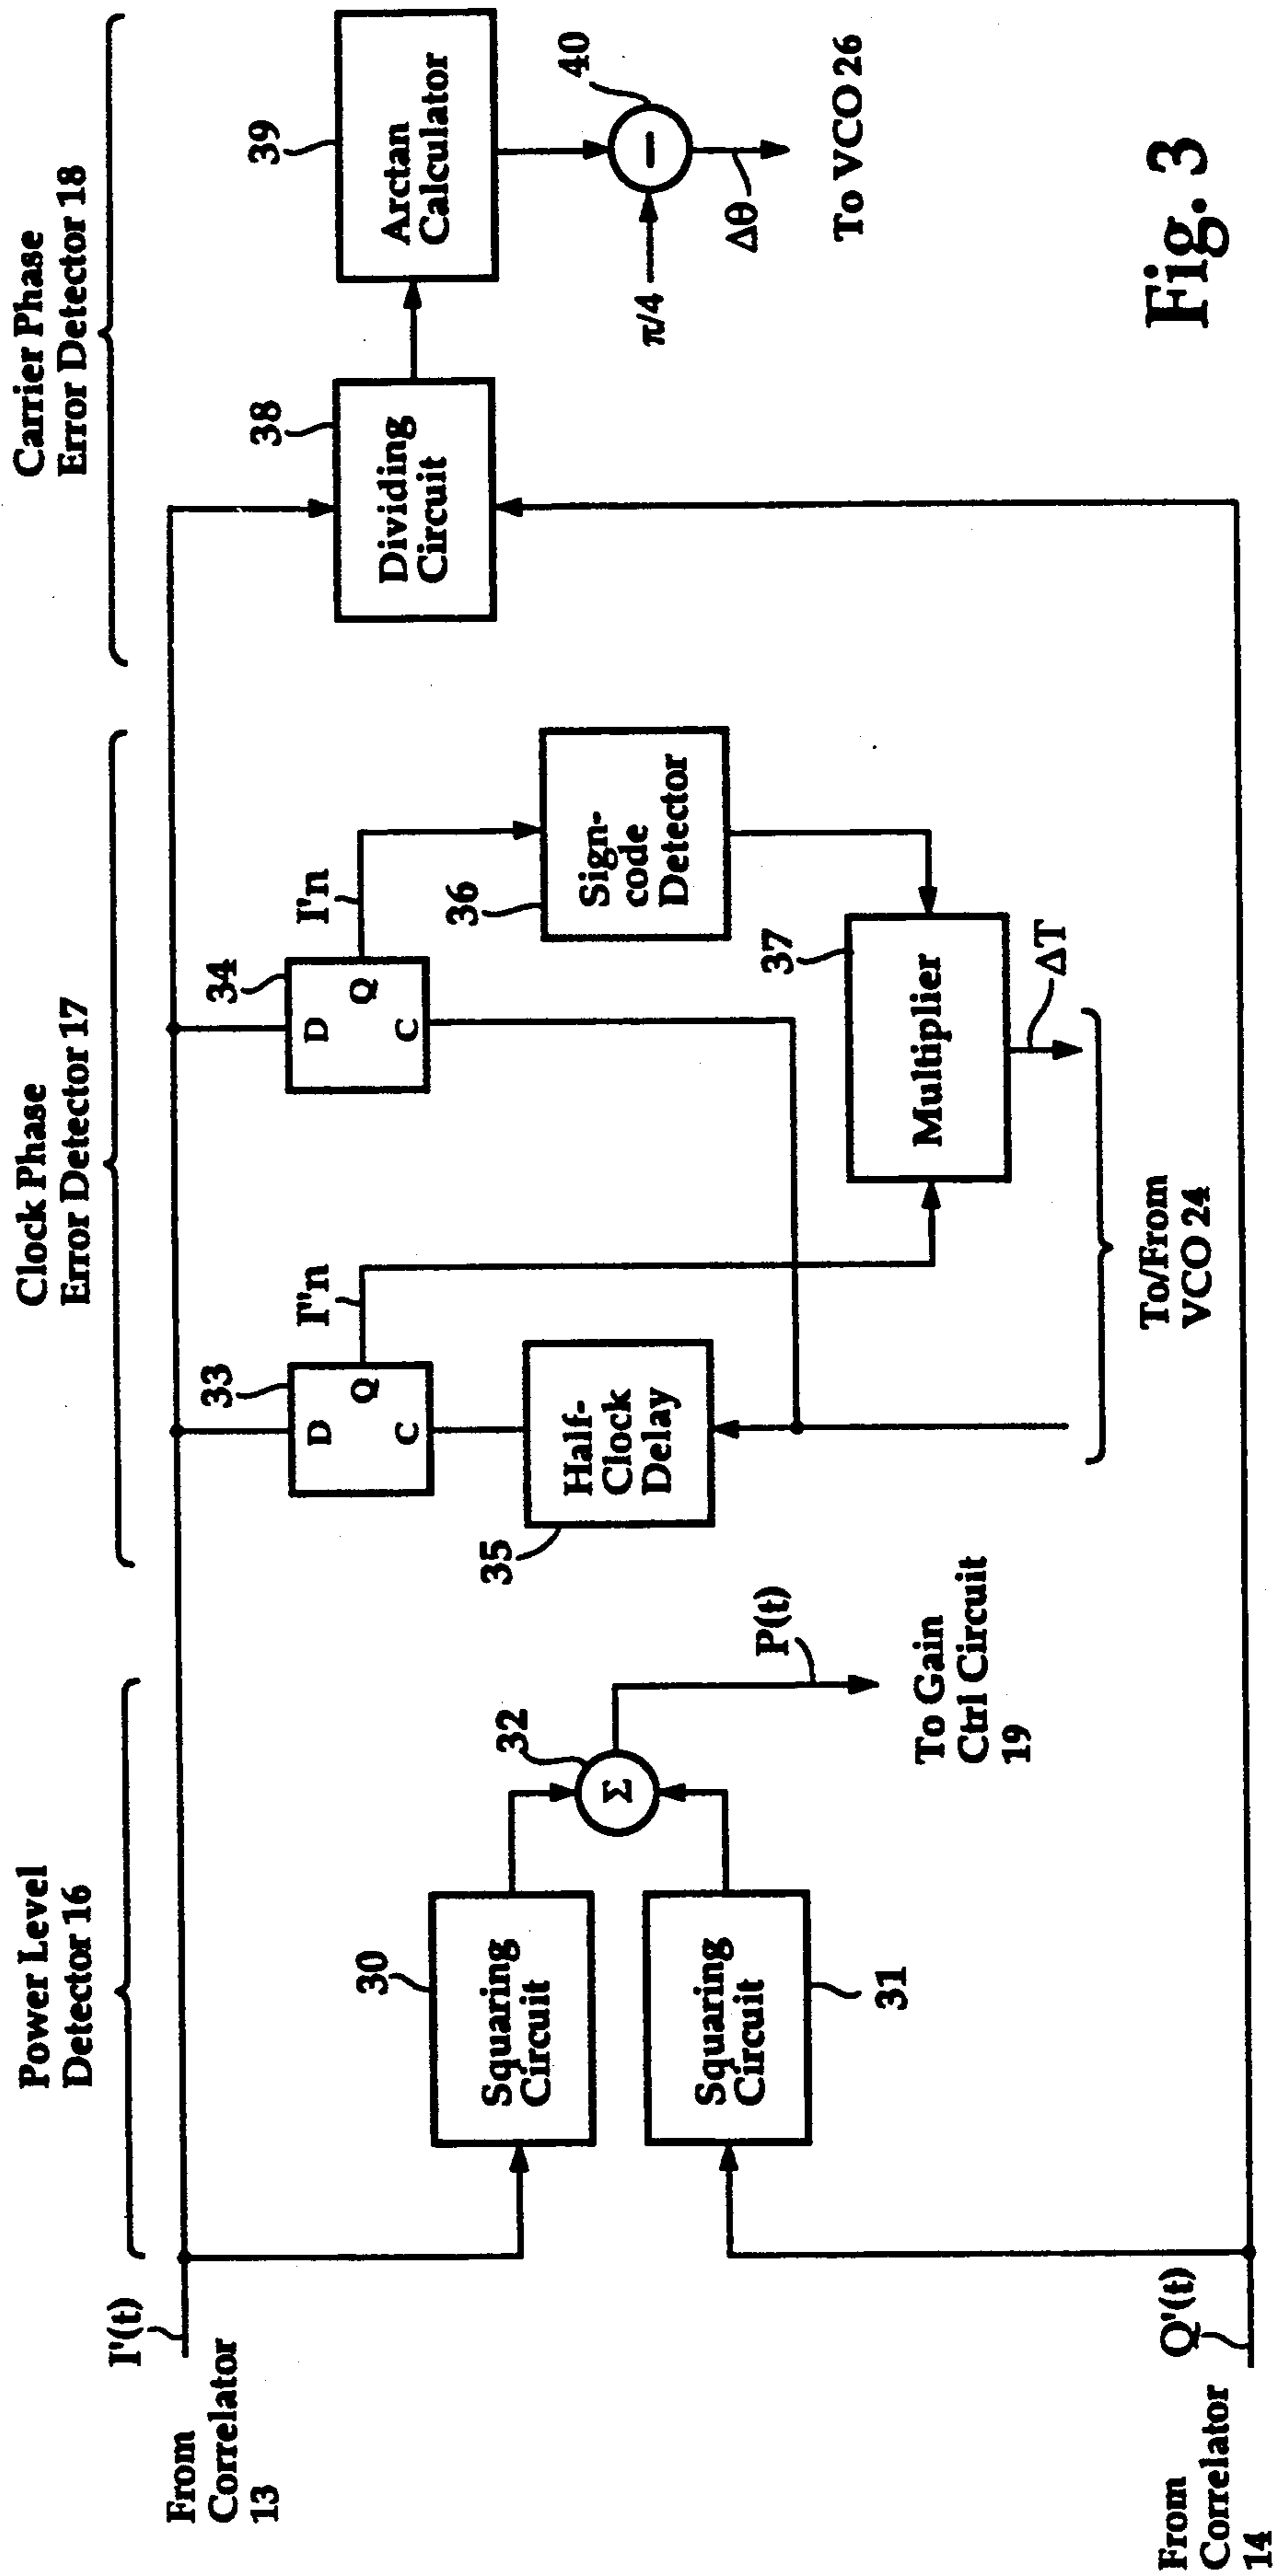 Power Level
Detector 16
Clock Phase
Error Detector 17
Carrier Phase
Error Detector 18
I'(t)
From
Correlator
13
30
Squaring
Circuit
32
Σ
P(t)
To Gain
Ctrl Circuit
19
Squaring
Circuit
31
33
D
Q
C
I"n
35
Half-
Clock
Delay
34
D
Q
C
I'n
36
Sign-
code
Detector
37
Multiplier
ΔT
To/From
VCO 24
38
Dividing
Circuit
39
Arctan
Calculator
π/4
−
40
Δθ
To VCO 26
Q'(t)
From
Correlator
14
Fig. 3